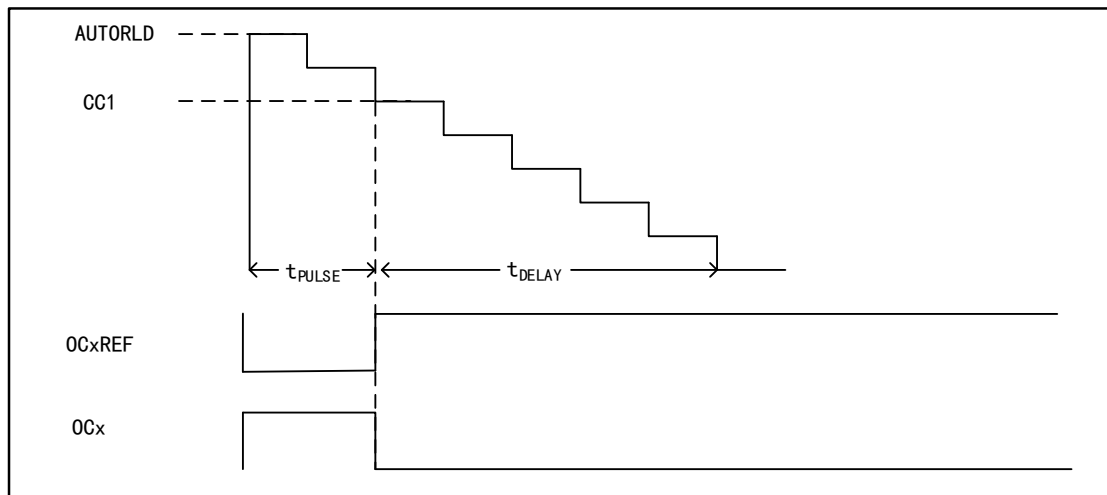 AUTORLD
CC1
tPULSE
tDELAY
OCxREF
OCx